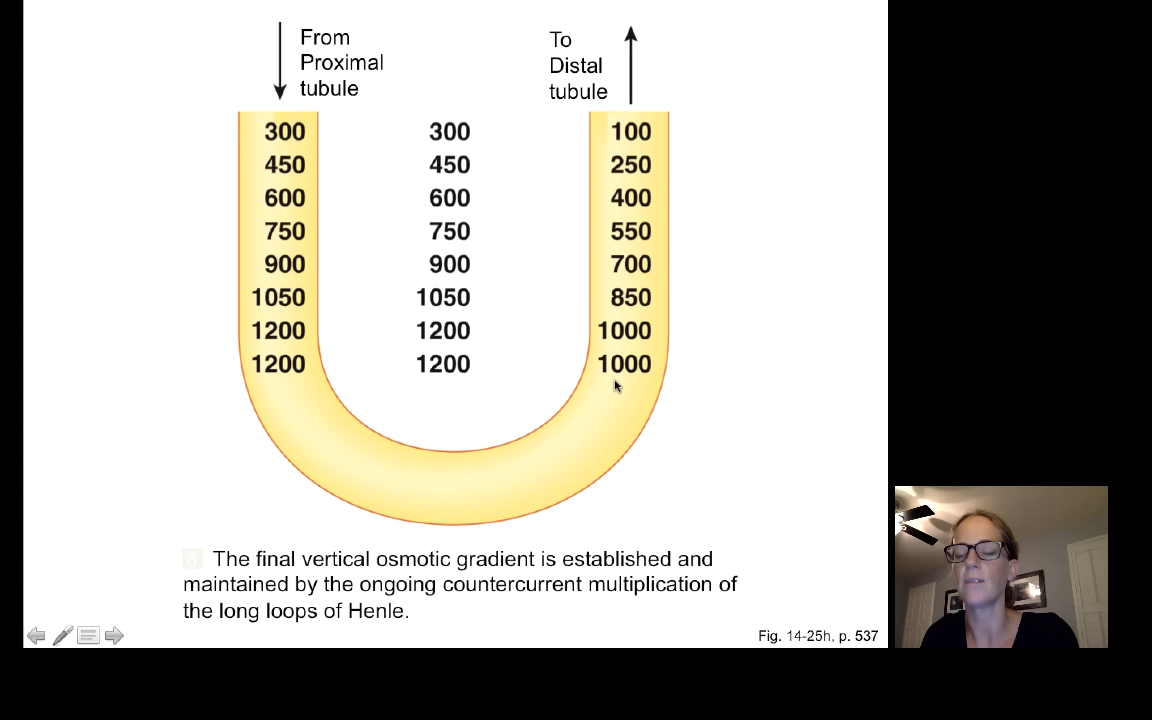 From
Proximal
tubule
To
Distal
tubule
300 300 100
450 450 250
600 600 400
750 750 550
900 900 700
1050 1050 850
1200 1200 1000
1200 1200 1000
6 The final vertical osmotic gradient is established and
maintained by the ongoing countercurrent multiplication of
the long loops of Henle.
Fig. 14-25h, p. 537